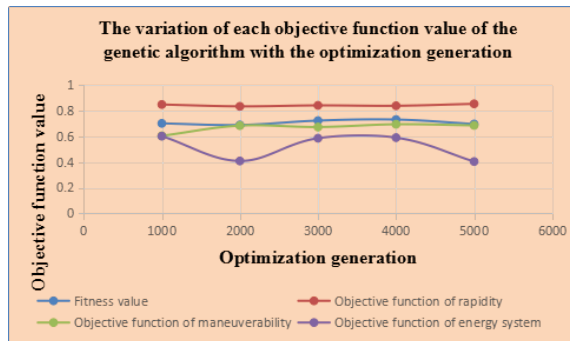 The variation of each objective function value of the
genetic algorithm with the optimization generation
Objective function value
1
0.8
0.6
0.4
0.2
0
0
1000
2000
3000
4000
5000
6000
Optimization generation
Fitness value
Objective function of rapidity
Objective function of maneuverability
Objective function of energy system